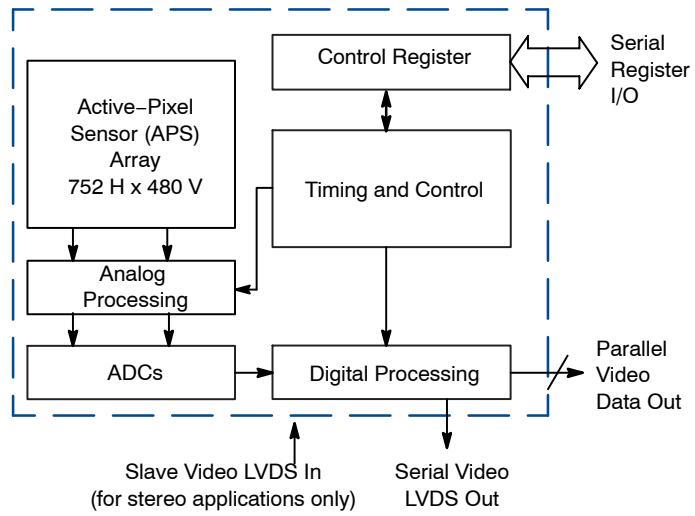 Control Register
Serial
Register
I/O
Active−Pixel
Sensor (APS)
Array
752 H x 480 V
Timing and Control
Analog
Processing
ADCs
Digital Processing
Parallel
Video
Data Out
Slave Video LVDS In
(for stereo applications only)
Serial Video
LVDS Out